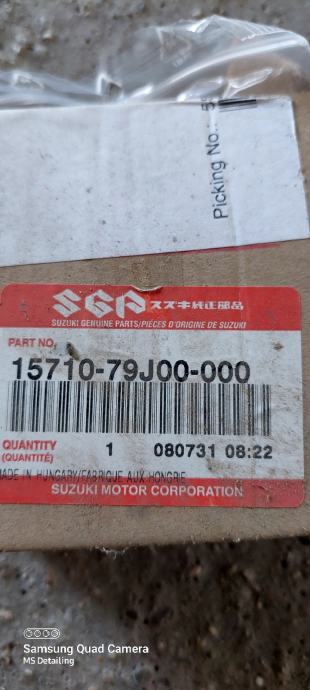 Picking No.:
SGP スズキ純正部品
SUZUKI GENUINE PARTS/PIÈCES D'ORIGINE DE SUZUKI
PART NO.
15710-79J00-000
QUANTITY 1 080731 08:22
(QUANTITÉ)
MADE IN HUNGARY/FABRIQUE AUX HONGRIE
SUZUKI MOTOR CORPORATION
Samsung Quad Camera
MS Detailing